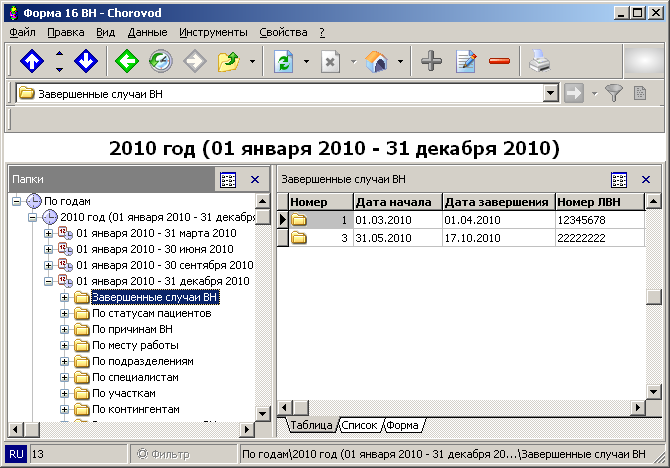 Форма 16 ВН - Chorovod
Файл Правка Вид Данные Инструменты Свойства ?
Завершенные случаи ВН
2010 год (01 января 2010 - 31 декабря 2010)
Папки
По годам
2010 год (01 января 2010 - 31 декабря
01 января 2010 - 31 марта 2010
01 января 2010 - 30 июня 2010
01 января 2010 - 30 сентября 2010
01 января 2010 - 31 декабря 2010
Завершенные случаи ВН
По статусам пациентов
По причинам ВН
По месту работы
По подразделениям
По специалистам
По участкам
По контингентам
Завершенные случаи ВН
Номер Дата начала Дата завершения Номер ЛВН
1 01.03.2010 01.04.2010 12345678
3 31.05.2010 17.10.2010 22222222
Таблица Список Форма
RU 13 Фильтр По годам\2010 год (01 января 2010 - 31 декабря 20...\Завершенные случаи ВН